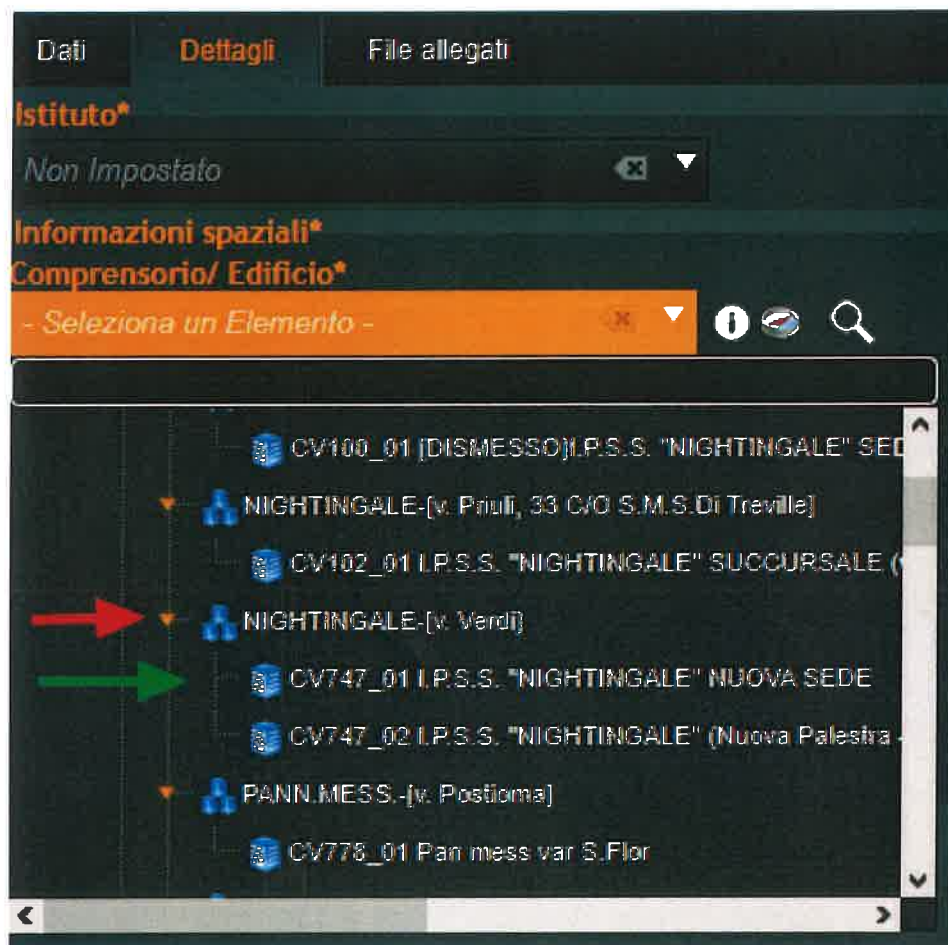 Dati Dettagli File allegati
Istituto*
Non Impostato
Informazioni spaziali*
Comprensorio/ Edificio*
- Seleziona un Elemento -
CV100_01 [DISMESSO]I.P.S.S. "NIGHTINGALE" SED
NIGHTINGALE-[v. Priuli, 33 C/O S.M.S.Di Treville]
CV102_01 I.P.S.S. "NIGHTINGALE" SUCCURSALE (v
NIGHTINGALE-[v. Verdi]
CV747_01 I.P.S.S. "NIGHTINGALE" NUOVA SEDE
CV747_02 I.P.S.S. "NIGHTINGALE" (Nuova Palestra -
PANN.MESS.-[v. Postioma]
CV778_01 Pan mess var S.Flor